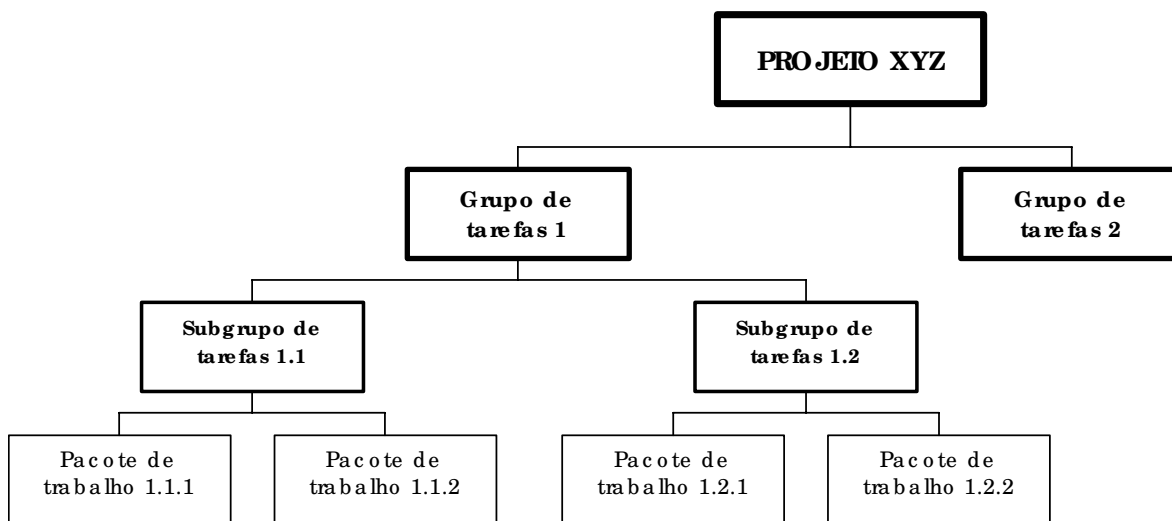 PROJETO XYZ
Grupo de
tarefas 1
Grupo de
tarefas 2
Subgrupo de
tarefas 1.1
Subgrupo de
tarefas 1.2
Pacote de
trabalho 1.1.1
Pacote de
trabalho 1.1.2
Pacote de
trabalho 1.2.1
Pacote de
trabalho 1.2.2